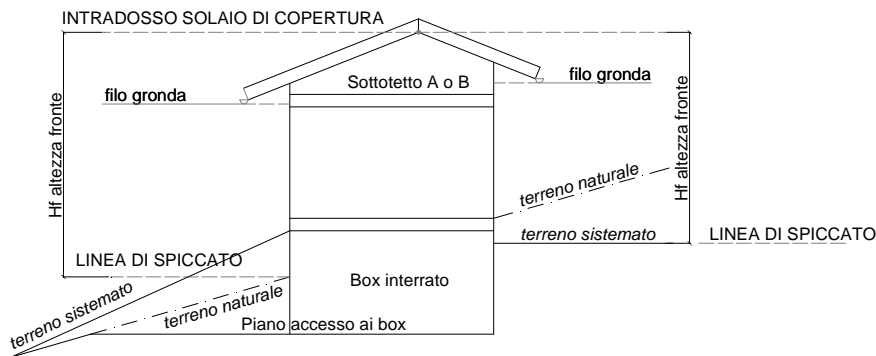 INTRADOSSO SOLAIO DI COPERTURA
filo gronda
Sottotetto A o B
filo gronda
Hf altezza fronte
Hf altezza fronte
terreno naturale
terreno sistemato
LINEA DI SPICCATO
LINEA DI SPICCATO
Box interrato
terreno sistemato
terreno naturale
Piano accesso ai box